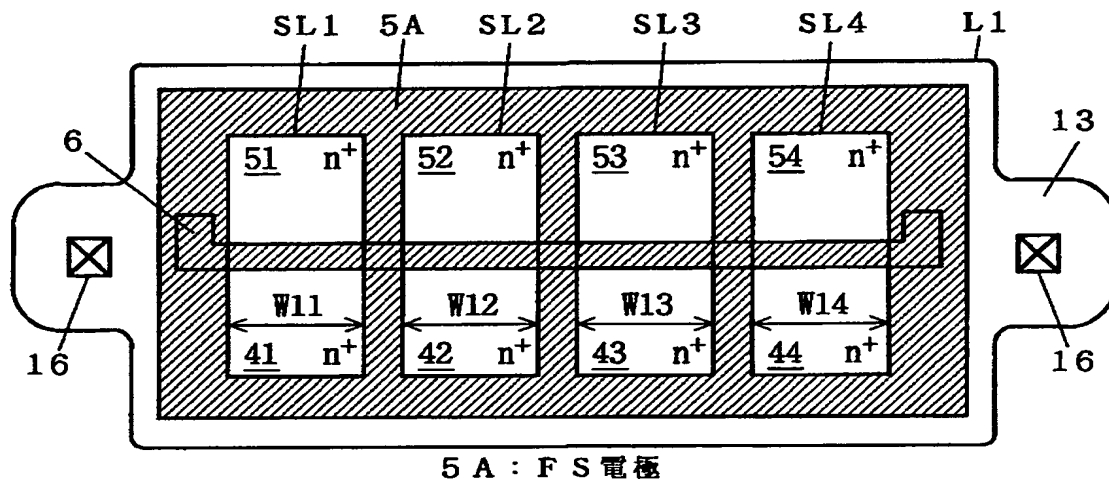 SL1 5A SL2 SL3 SL4 L1
13
6
51 n+ 52 n+ 53 n+ 54 n+
W11 W12 W13 W14
41 n+ 42 n+ 43 n+ 44 n+
16 16
5A:FS電極